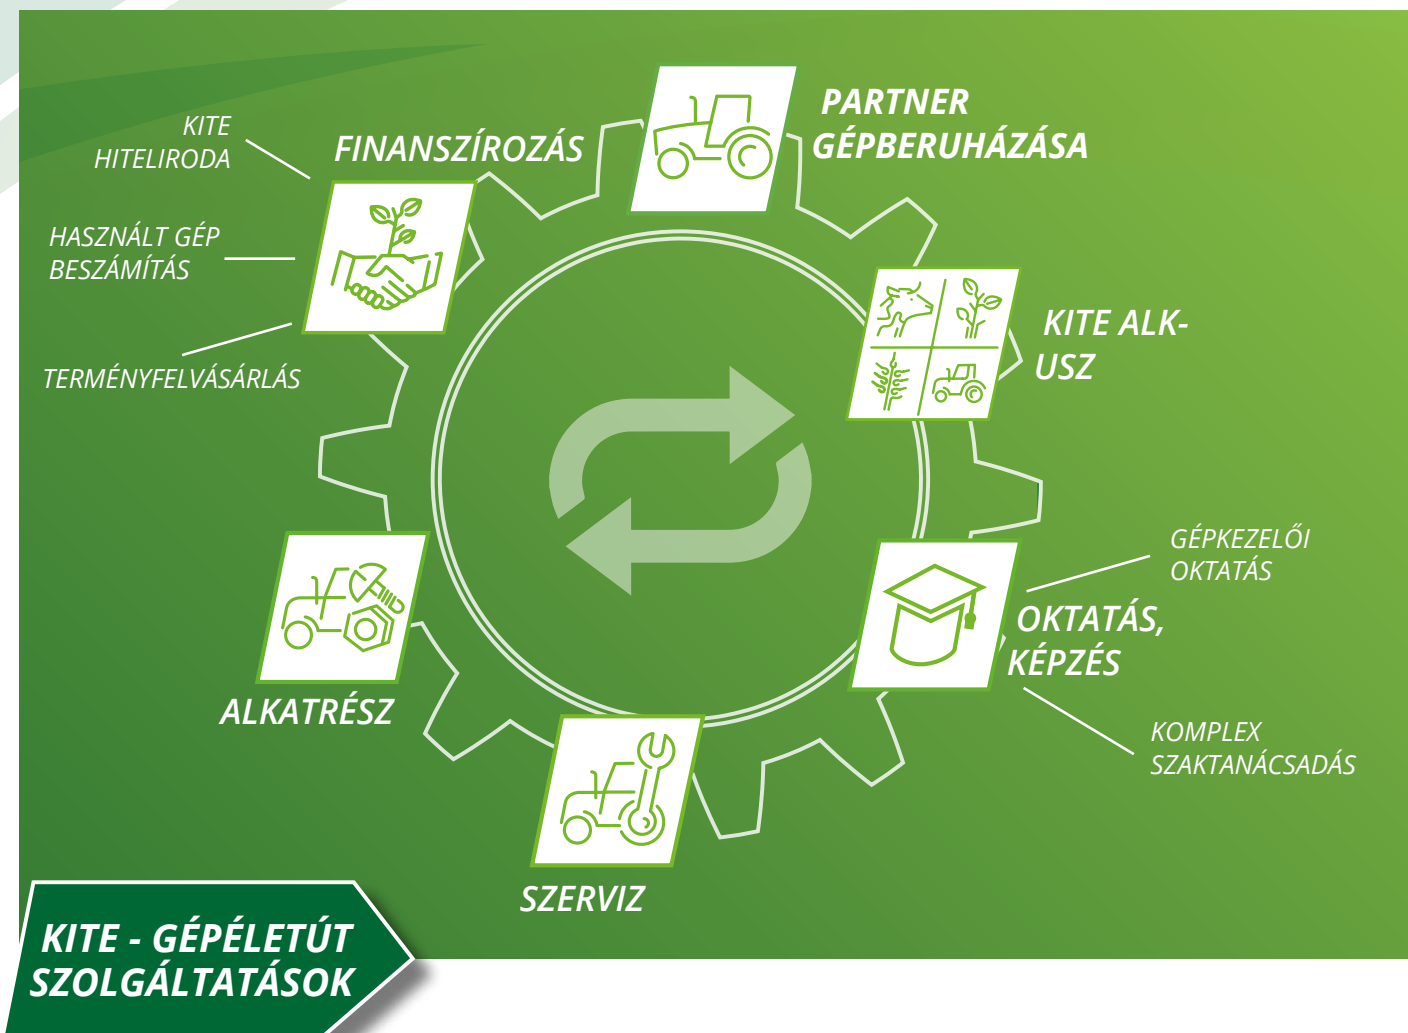 PARTNER
GÉPBERUHÁZÁSA
KITE ALK-
USZ
GÉPKEZELŐI
OKTATÁS
OKTATÁS,
KÉPZÉS
KOMPLEX
SZAKTANÁCSADÁS
SZERVIZ
ALKATRÉSZ
FINANSZÍROZÁS
KITE
HITELIRODA
HASZNÁLT GÉP
BESZÁMÍTÁS
TERMÉNYFELVÁSÁRLÁS
KITE - GÉPÉLETÚT
SZOLGÁLTATÁSOK